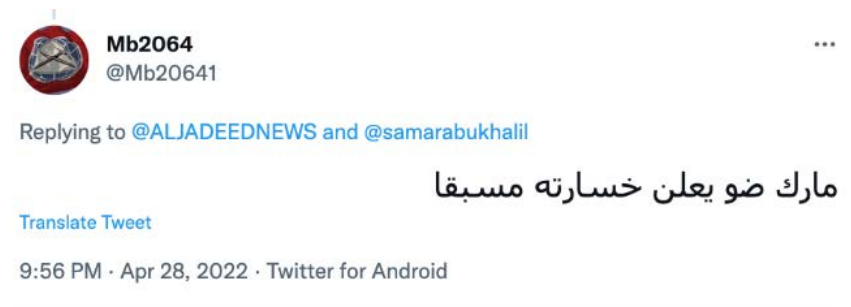 Mb2064
@Mb20641
Replying to @ALJADEEDNEWS and @samarabukhalil
مارك ضو يعلن خسارته مسبقا
Translate Tweet
9:56 PM · Apr 28, 2022 · Twitter for Android